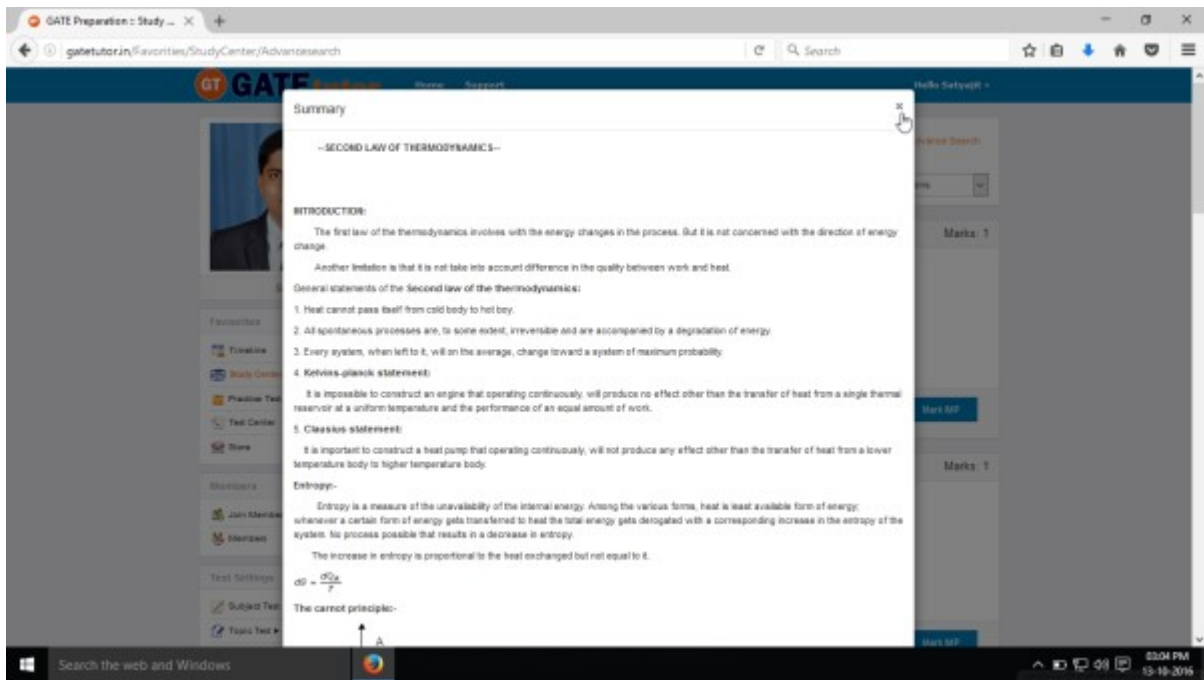 GATE Preparation :: Study ...
gatetutor.in/Favorities/StudyCenter/Advancesearch
Search
GT GATE
Home Support
Hello Satyajit
Summary
Advance Search
--SECOND LAW OF THERMODYNAMICS--
INTRODUCTION:
Marks: 1
The first law of the thermodynamics involves with the energy changes in the process. But it is not concerned with the direction of energy
change.
Another limitation is that it is not take into account difference in the quality between work and heat.
General statements of the Second law of the thermodynamics:
1. Heat cannot pass itself from cold body to hot boy.
2. All spontaneous processes are, to some extent, irreversible and are accompanied by a degradation of energy.
3. Every system, when left to it, will on the average, change toward a system of maximum probability.
4. Kelvins-planck statement:
It is impossible to construct an engine that operating continuously, will produce no effect other than the transfer of heat from a single thermal
reservoir at a uniform temperature and the performance of an equal amount of work.
5. Classius statement:
It is important to construct a heat pump that operating continuously, will not produce any effect other than the transfer of heat from a lower
temperature body to higher temperature body.
Entropy:-
Entropy is a measure of the unavailability of the internal energy. Among the various forms, heat is least available form of energy;
whenever a certain form of energy gets transferred to heat the total energy gets derogated with a corresponding increase in the entropy of the
system. No process possible that results in a decrease in entropy.
The increase in entropy is proportional to the heat exchanged but not equal to it.
The carnot principle:-
A
Favourites
Timeline
Study Center
Practice Test
Test Center
Store
Members
Join Member
Members
Test Settings
Subject Test
Topic Test
Mark IMP
Marks: 1
Mark IMP
Search the web and Windows
03:04 PM
13-10-2016